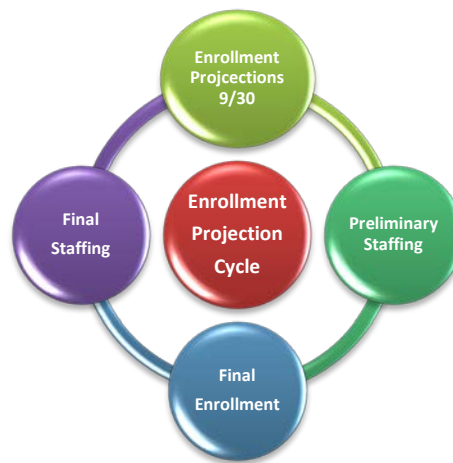 Enrollment
Projcections
9/30
Enrollment
Projection
Cycle
Preliminary
Staffing
Final
Enrollment
Final
Staffing